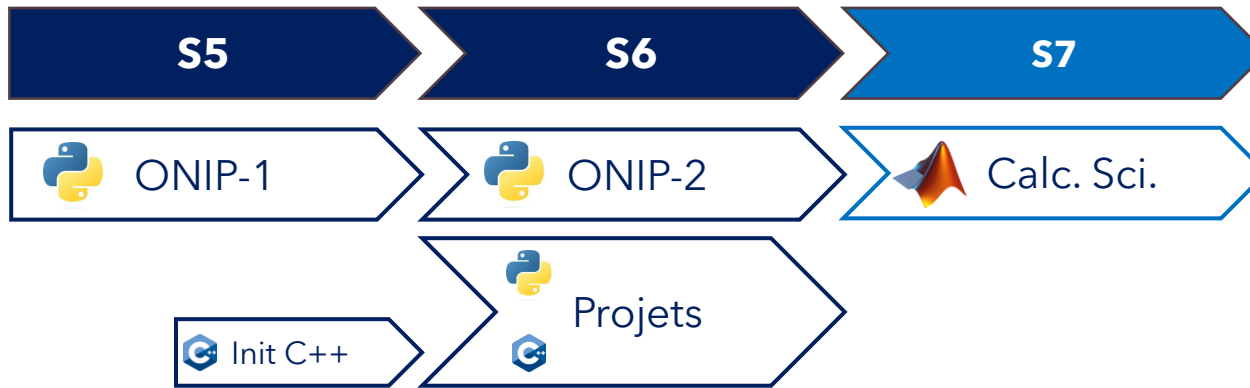 S5
S6
S7
ONIP-1
ONIP-2
Calc. Sci.
Projets
Init C++